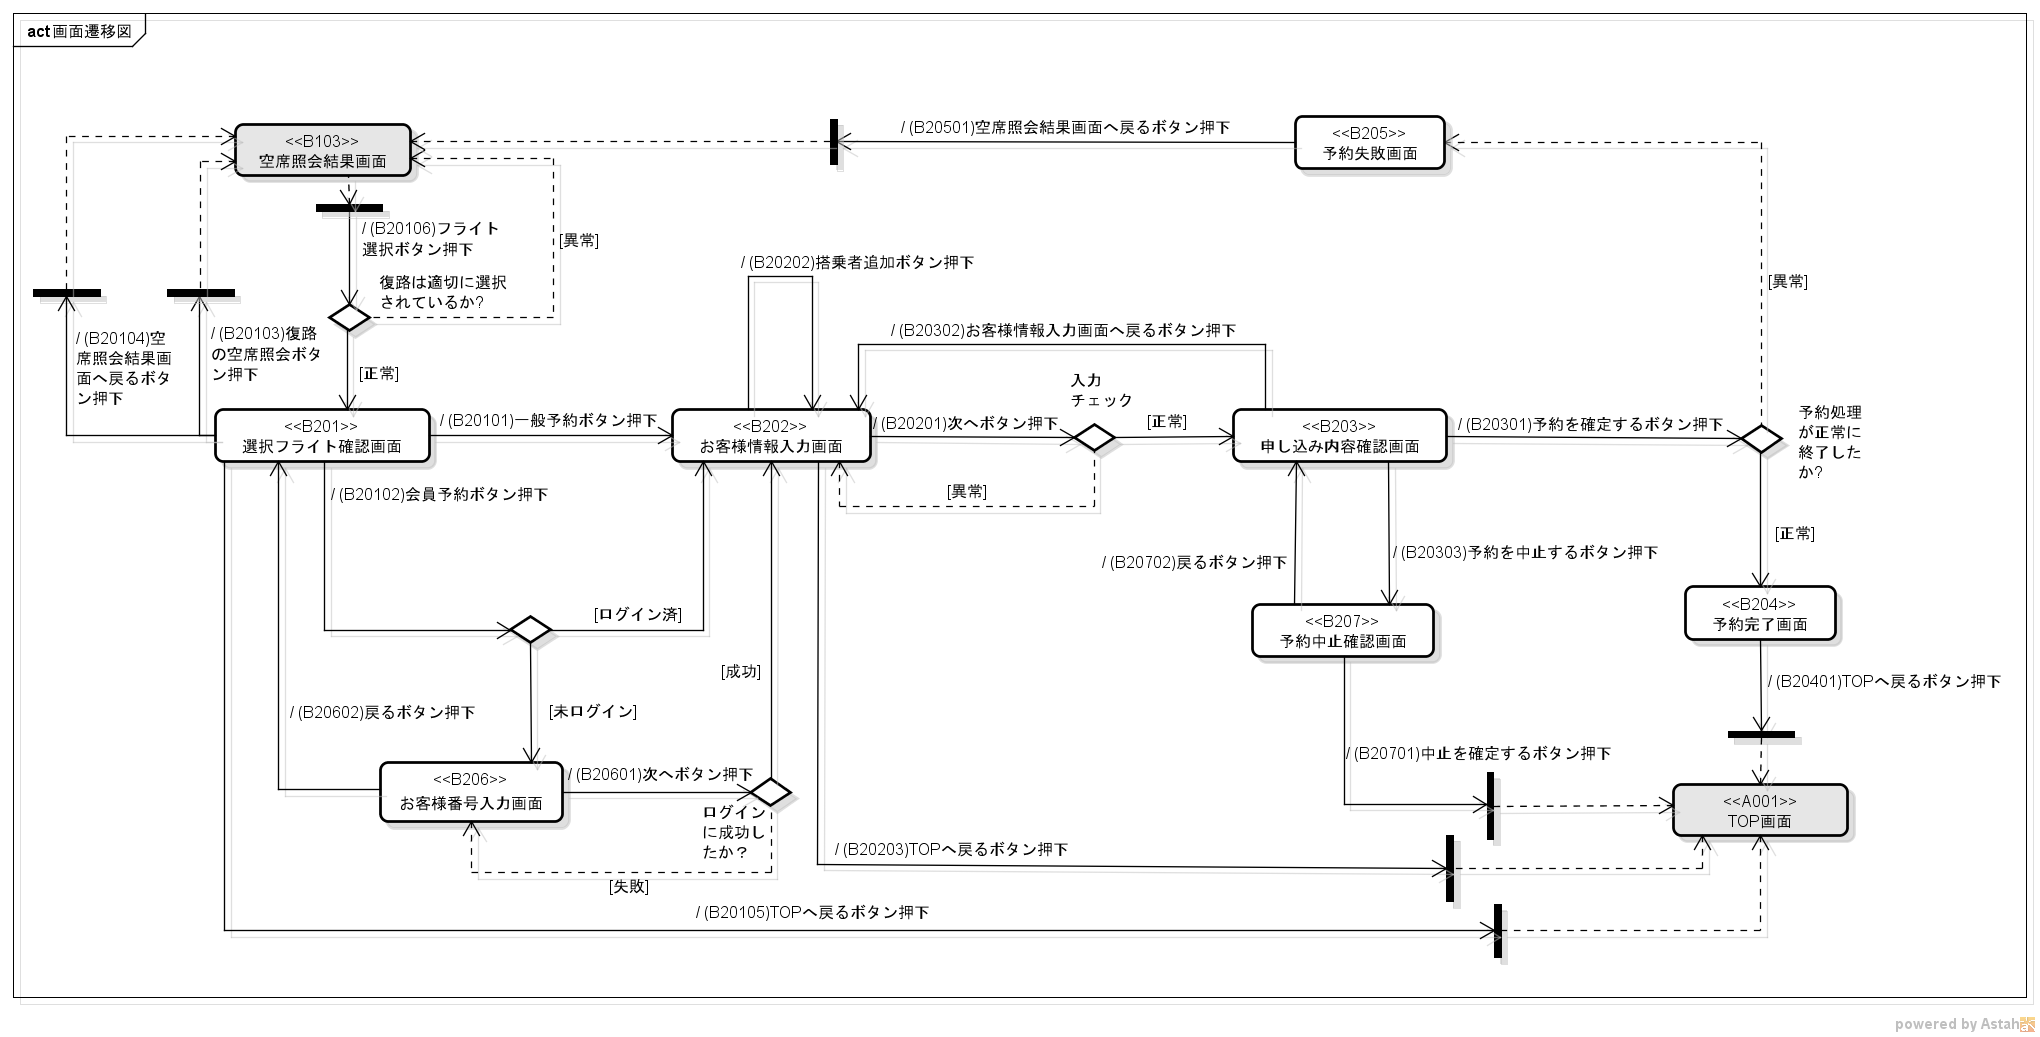 act 画面遷移図
<<B103>>
空席照会結果画面
/ (B20501)空席照会結果画面へ戻るボタン押下
<<B205>>
予約失敗画面
/ (B20106)フライト
選択ボタン押下
[異常]
復路は適切に選択
されているか?
/ (B20202)搭乗者追加ボタン押下
[異常]
/ (B20104)空
席照会結果画
面へ戻るボタ
ン押下
/ (B20103)復路
の空席照会ボタ
ン押下
[正常]
/ (B20302)お客様情報入力画面へ戻るボタン押下
入力
チェック
<<B201>>
選択フライト確認画面
/ (B20101)一般予約ボタン押下
<<B202>>
お客様情報入力画面
/ (B20201)次へボタン押下
[正常]
<<B203>>
申し込み内容確認画面
/ (B20301)予約を確定するボタン押下
予約処理
が正常に
終了した
か?
/ (B20102)会員予約ボタン押下
[異常]
[正常]
/ (B20702)戻るボタン押下
/ (B20303)予約を中止するボタン押下
[ログイン済]
<<B207>>
予約中止確認画面
<<B204>>
予約完了画面
[成功]
/ (B20401)TOPへ戻るボタン押下
/ (B20602)戻るボタン押下
[未ログイン]
/ (B20701)中止を確定するボタン押下
<<B206>>
お客様番号入力画面
/ (B20601)次へボタン押下
ログイン
に成功し
たか？
<<A001>>
TOP画面
/ (B20203)TOPへ戻るボタン押下
[失敗]
/ (B20105)TOPへ戻るボタン押下
powered by Astah